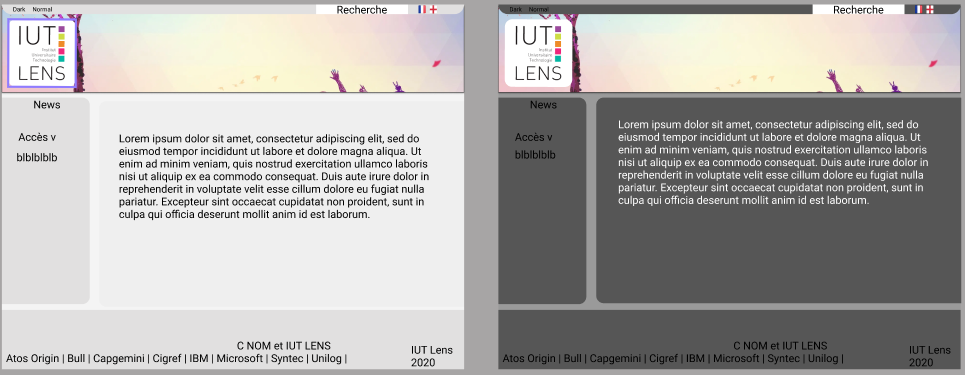 Dark Normal
Recherche
IUT
Institut
Universitaire
Technologie
LENS
News
Accès v
blblblblb
Lorem ipsum dolor sit amet, consectetur adipiscing elit, sed do
eiusmod tempor incididunt ut labore et dolore magna aliqua. Ut
enim ad minim veniam, quis nostrud exercitation ullamco laboris
nisi ut aliquip ex ea commodo consequat. Duis aute irure dolor in
reprehenderit in voluptate velit esse cillum dolore eu fugiat nulla
pariatur. Excepteur sint occaecat cupidatat non proident, sunt in
culpa qui officia deserunt mollit anim id est laborum.
C NOM et IUT LENS
Atos Origin | Bull | Capgemini | Cigref | IBM | Microsoft | Syntec | Unilog |
IUT Lens
2020
Dark Normal
Recherche
IUT
Institut
Universitaire
Technologie
LENS
News
Accès v
blblblblb
Lorem ipsum dolor sit amet, consectetur adipiscing elit, sed do
eiusmod tempor incididunt ut labore et dolore magna aliqua. Ut
enim ad minim veniam, quis nostrud exercitation ullamco laboris
nisi ut aliquip ex ea commodo consequat. Duis aute irure dolor in
reprehenderit in voluptate velit esse cillum dolore eu fugiat nulla
pariatur. Excepteur sint occaecat cupidatat non proident, sunt in
culpa qui officia deserunt mollit anim id est laborum.
C NOM et IUT LENS
Atos Origin | Bull | Capgemini | Cigref | IBM | Microsoft | Syntec | Unilog |
IUT Lens
2020